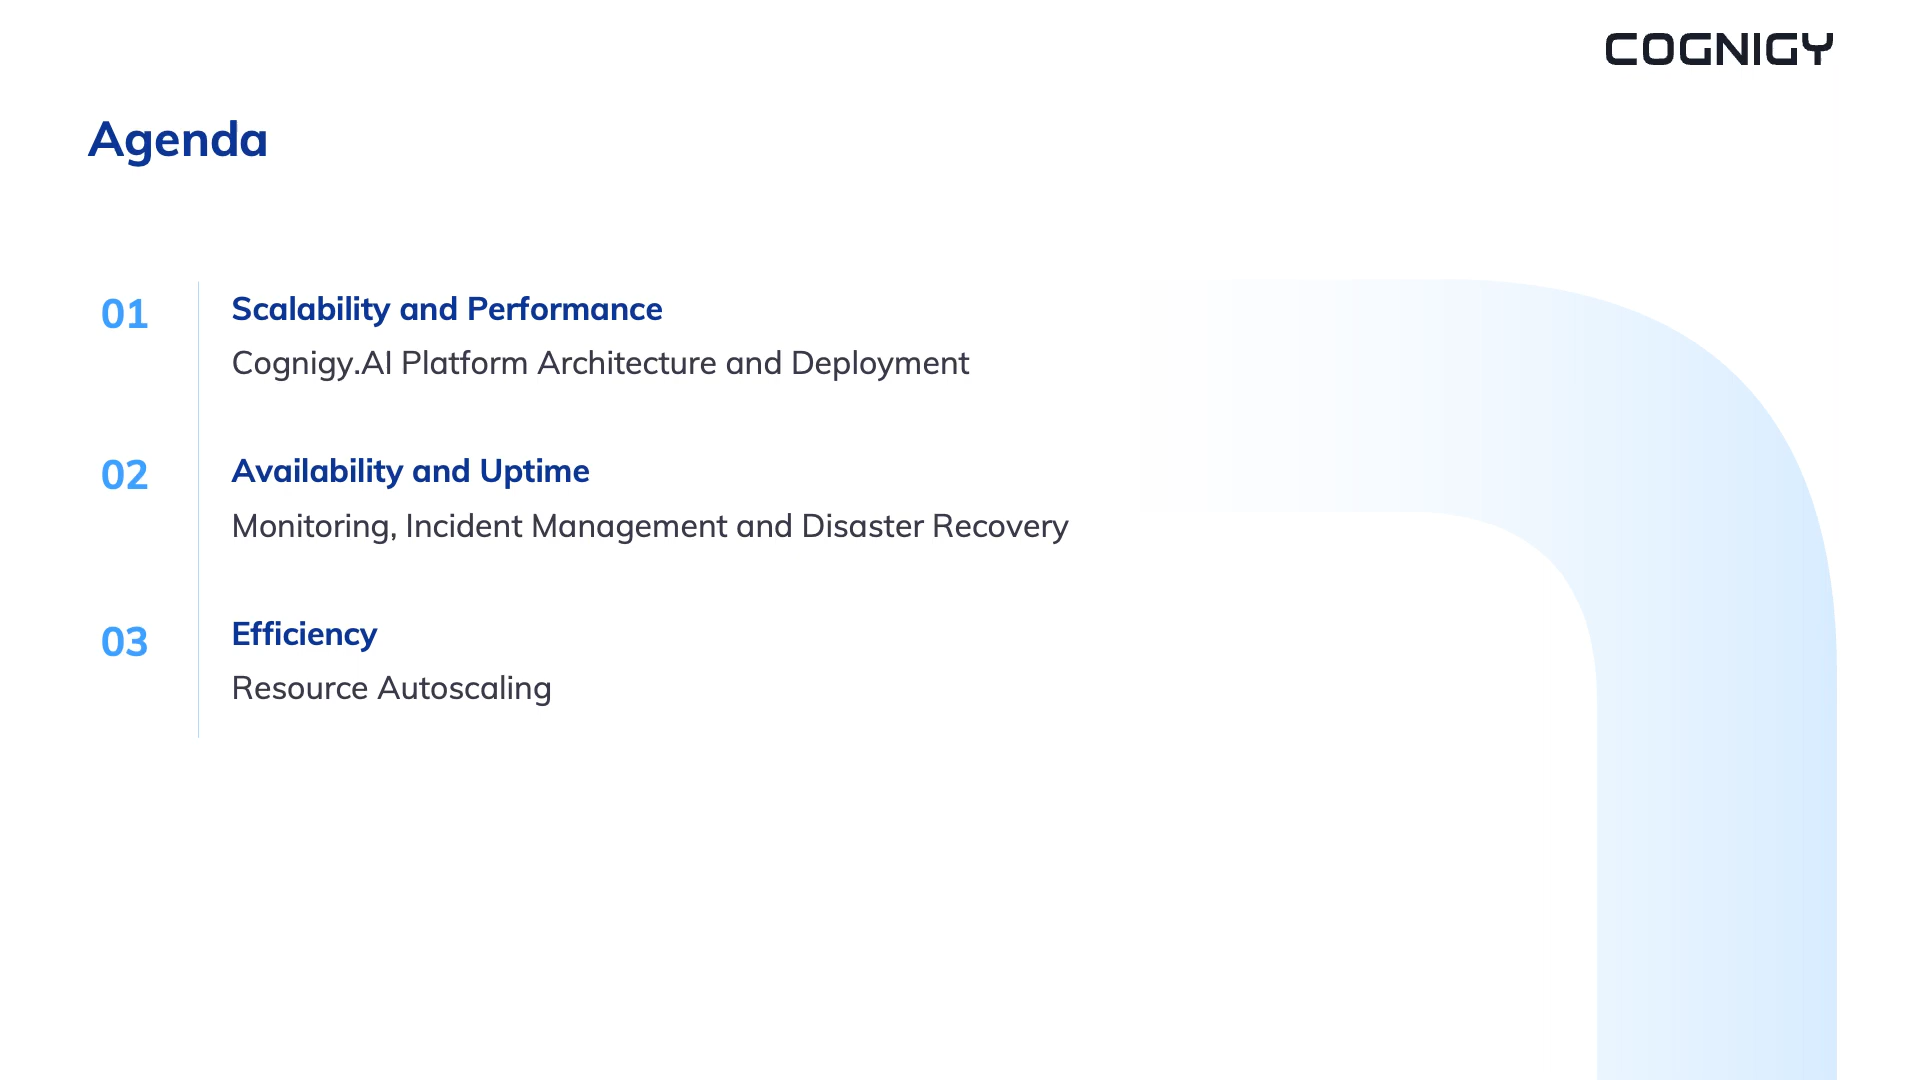 COGNIGY
Agenda
01
Scalability and Performance
Cognigy.AI Platform Architecture and Deployment
02
Availability and Uptime
Monitoring, Incident Management and Disaster Recovery
03
Efficiency
Resource Autoscaling